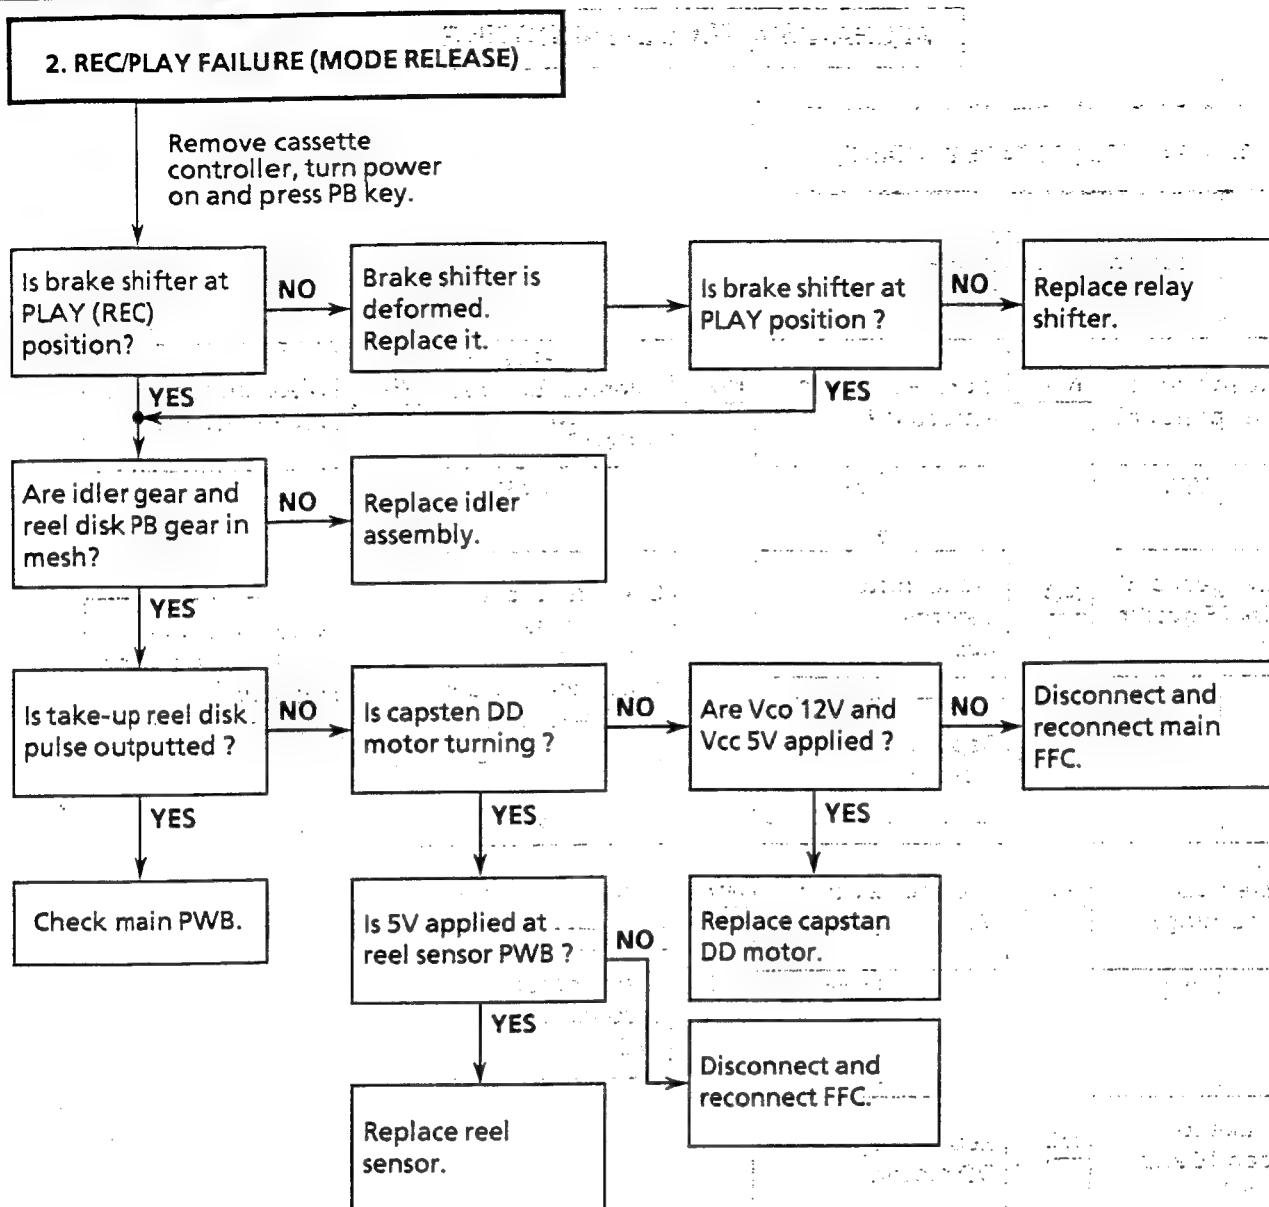 2. REC/PLAY FAILURE (MODE RELEASE)
Remove cassette
controller, turn power
on and press PB key.
Is brake shifter at
PLAY (REC)
position?
NO
Brake shifter is
deformed.
Replace it.
Is brake shifter at
PLAY position ?
NO
Replace relay
shifter.
YES
YES
Are idler gear and
reel disk PB gear in
mesh?
NO
Replace idler
assembly.
YES
Is take-up reel disk
pulse outputted ?
NO
Is capsten DD
motor turning ?
NO
Are Vco 12V and
Vcc 5V applied ?
NO
Disconnect and
reconnect main
FFC.
YES
YES
YES
Check main PWB.
Is 5V applied at
reel sensor PWB ?
NO
Replace capstan
DD motor.
YES
Disconnect and
reconnect FFC.
Replace reel
sensor.